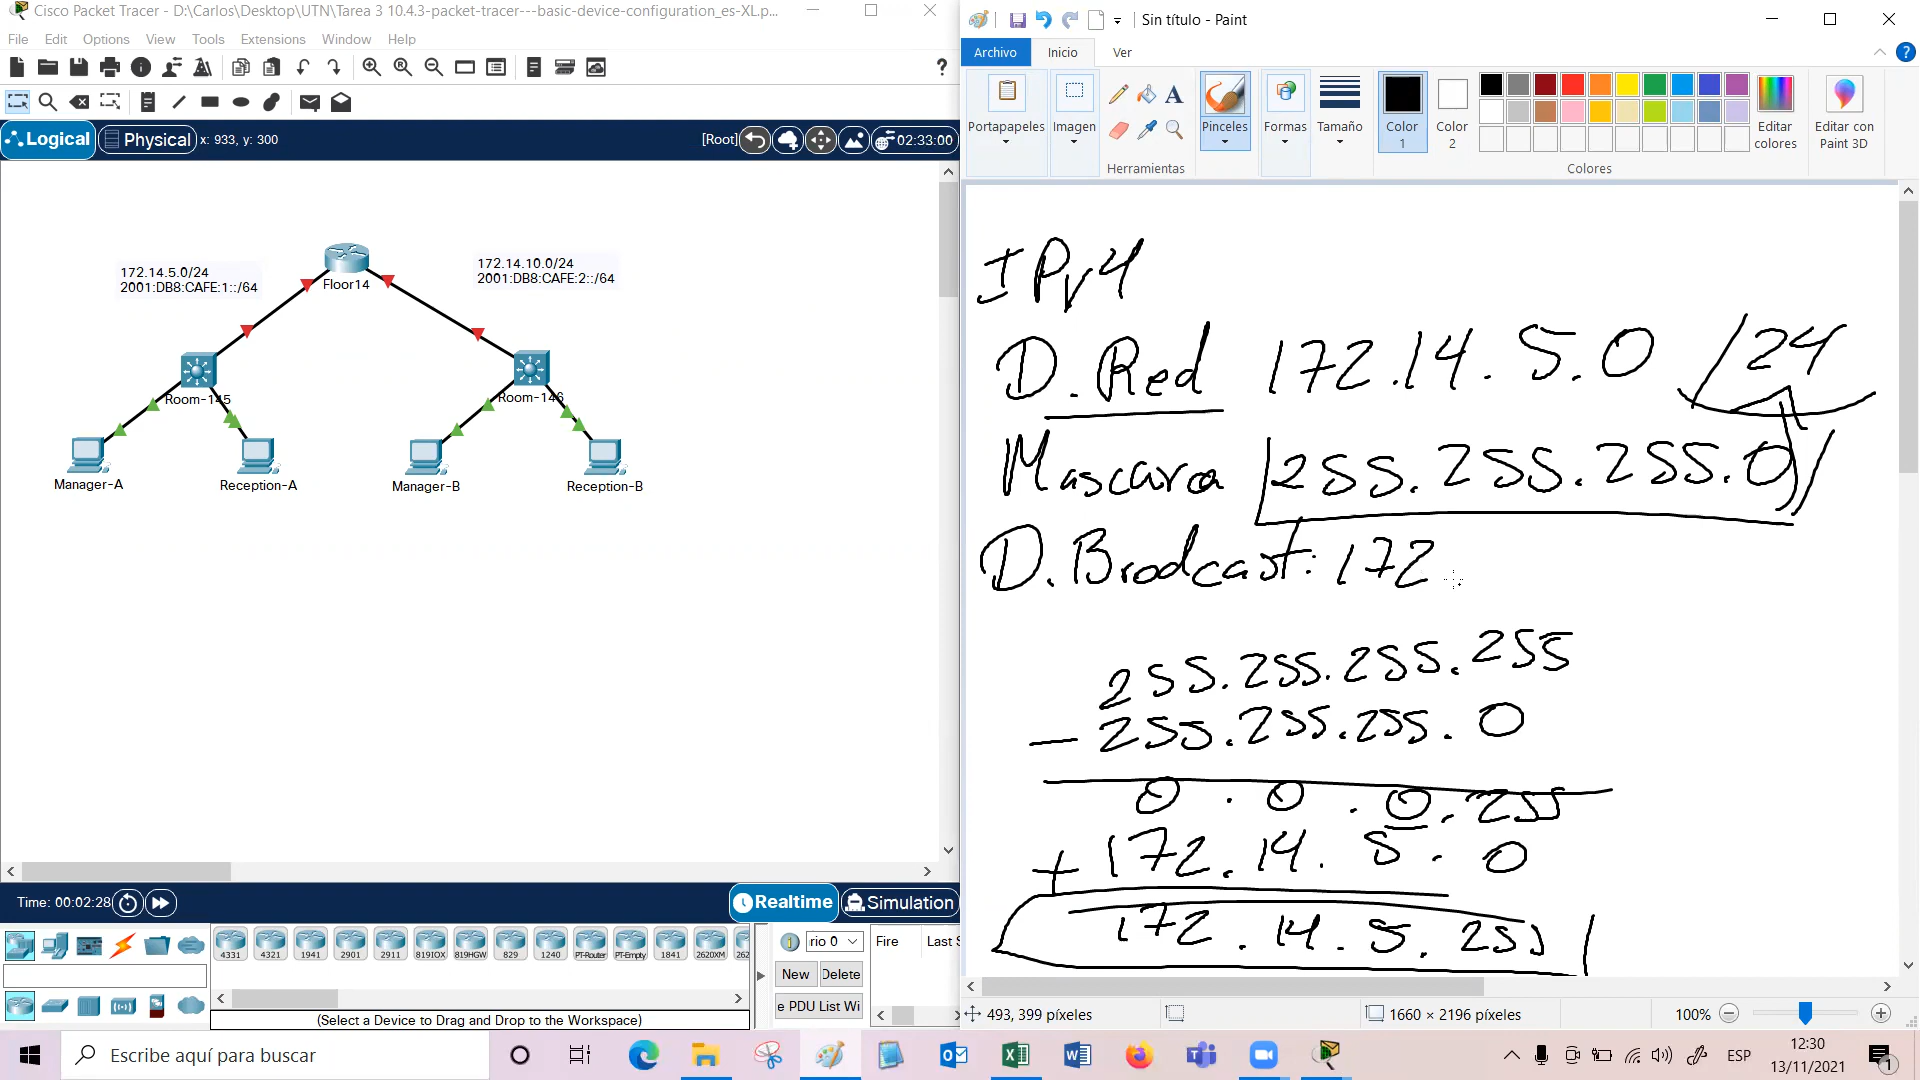 Cisco Packet Tracer - D:\Carlos\Desktop\UTN\Tarea 3 10.4.3-packet-tracer---basic-device-configuration_es-XL.p...
File Edit Options View Tools Extensions Window Help
Logical Physical x: 933, y: 300 [Root] 02:33:00
172.14.5.0/24
2001:DB8:CAFE:1::/64
172.14.10.0/24
2001:DB8:CAFE:2::/64
Floor14
Room-145
Room-146
Manager-A
Reception-A
Manager-B
Reception-B
Time: 00:02:28
Realtime Simulation
4331 4321 1941 2901 2911 819IOX 819HGW 829 1240 PT-Router PT-Empty 1841 2620XM 262
(Select a Device to Drag and Drop to the Workspace)
rio 0
New Delete
e PDU List Wi
Fire Last S
Sin título - Paint
Archivo Inicio Ver
Portapapeles
Imagen
Herramientas
Pinceles
Formas
Tamaño
Color 1
Color 2
Editar colores
Editar con Paint 3D
Colores
IPv4
D.Red 172.14.5.0 /24
Mascara 255.255.255.0
D.Brodcast: 172.
255.255.255.255
- 255.255.255.0
0.0.0.255
+ 172.14.5.0
172.14.5.255
493, 399 píxeles
1660 × 2196 píxeles
100%
Escribe aquí para buscar
ESP
12:30
13/11/2021
1